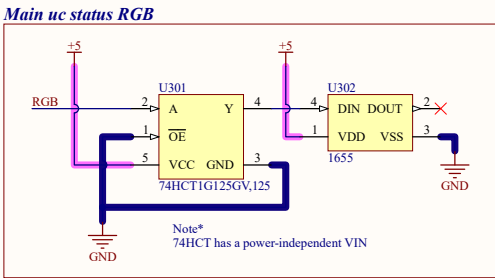 Main uc status RGB
+5
+5
U301
U302
RGB
2
A
Y
4
4
DIN
DOUT
2
1
OE
1
VDD
VSS
3
5
VCC
GND
3
1655
74HCT1G125GV,125
GND
Note*
74HCT has a power-independent VIN
GND